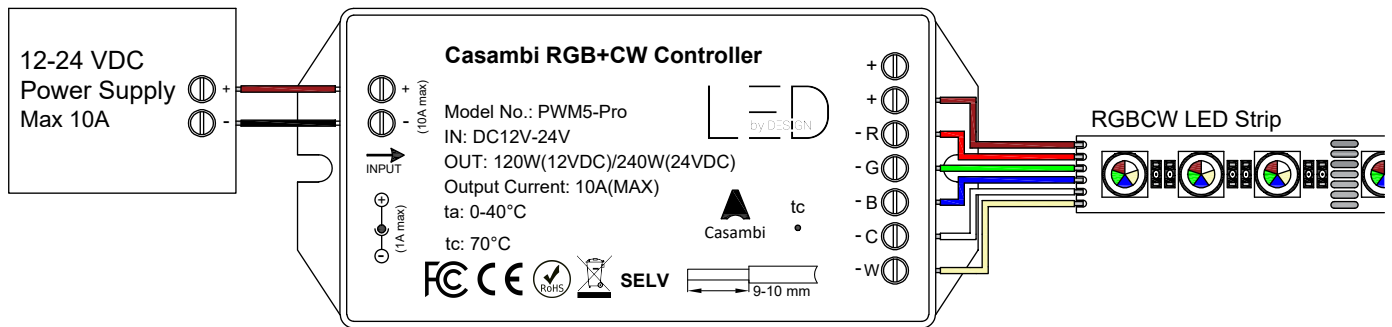 12-24 VDC
Power Supply
Max 10A
+
-
+
-
(10A max)
INPUT
(1A max)
Casambi RGB+CW Controller
Model No.: PWM5-Pro
IN: DC12V-24V
OUT: 120W(12VDC)/240W(24VDC)
Output Current: 10A(MAX)
ta: 0-40°C
tc: 70°C
LED
by DESIGN
Casambi
tc
FC CE RoHS SELV
9-10 mm
+
+
-R
-G
-B
-C
-W
RGBCW LED Strip